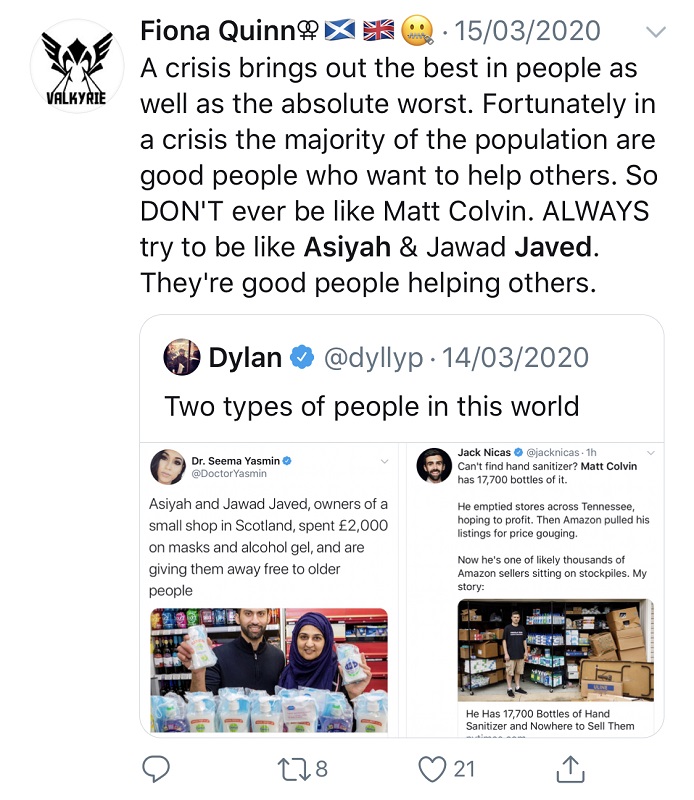 VALKYRIE
Fiona Quinn⚢🏴󠁧󠁢󠁳󠁣󠁴󠁿🇬🇧🤐 · 15/03/2020
A crisis brings out the best in people as
well as the absolute worst. Fortunately in
a crisis the majority of the population are
good people who want to help others. So
DON'T ever be like Matt Colvin. ALWAYS
try to be like Asiyah & Jawad Javed.
They're good people helping others.
Dylan @dyllyp · 14/03/2020
Two types of people in this world
Dr. Seema Yasmin
@DoctorYasmin
Asiyah and Jawad Javed, owners of a
small shop in Scotland, spent £2,000
on masks and alcohol gel, and are
giving them away free to older
people
Jack Nicas @jacknicas · 1h
Can't find hand sanitizer? Matt Colvin
has 17,700 bottles of it.
He emptied stores across Tennessee,
hoping to profit. Then Amazon pulled his
listings for price gouging.
Now he's one of likely thousands of
Amazon sellers sitting on stockpiles. My
story:
He Has 17,700 Bottles of Hand
Sanitizer and Nowhere to Sell Them
8
21